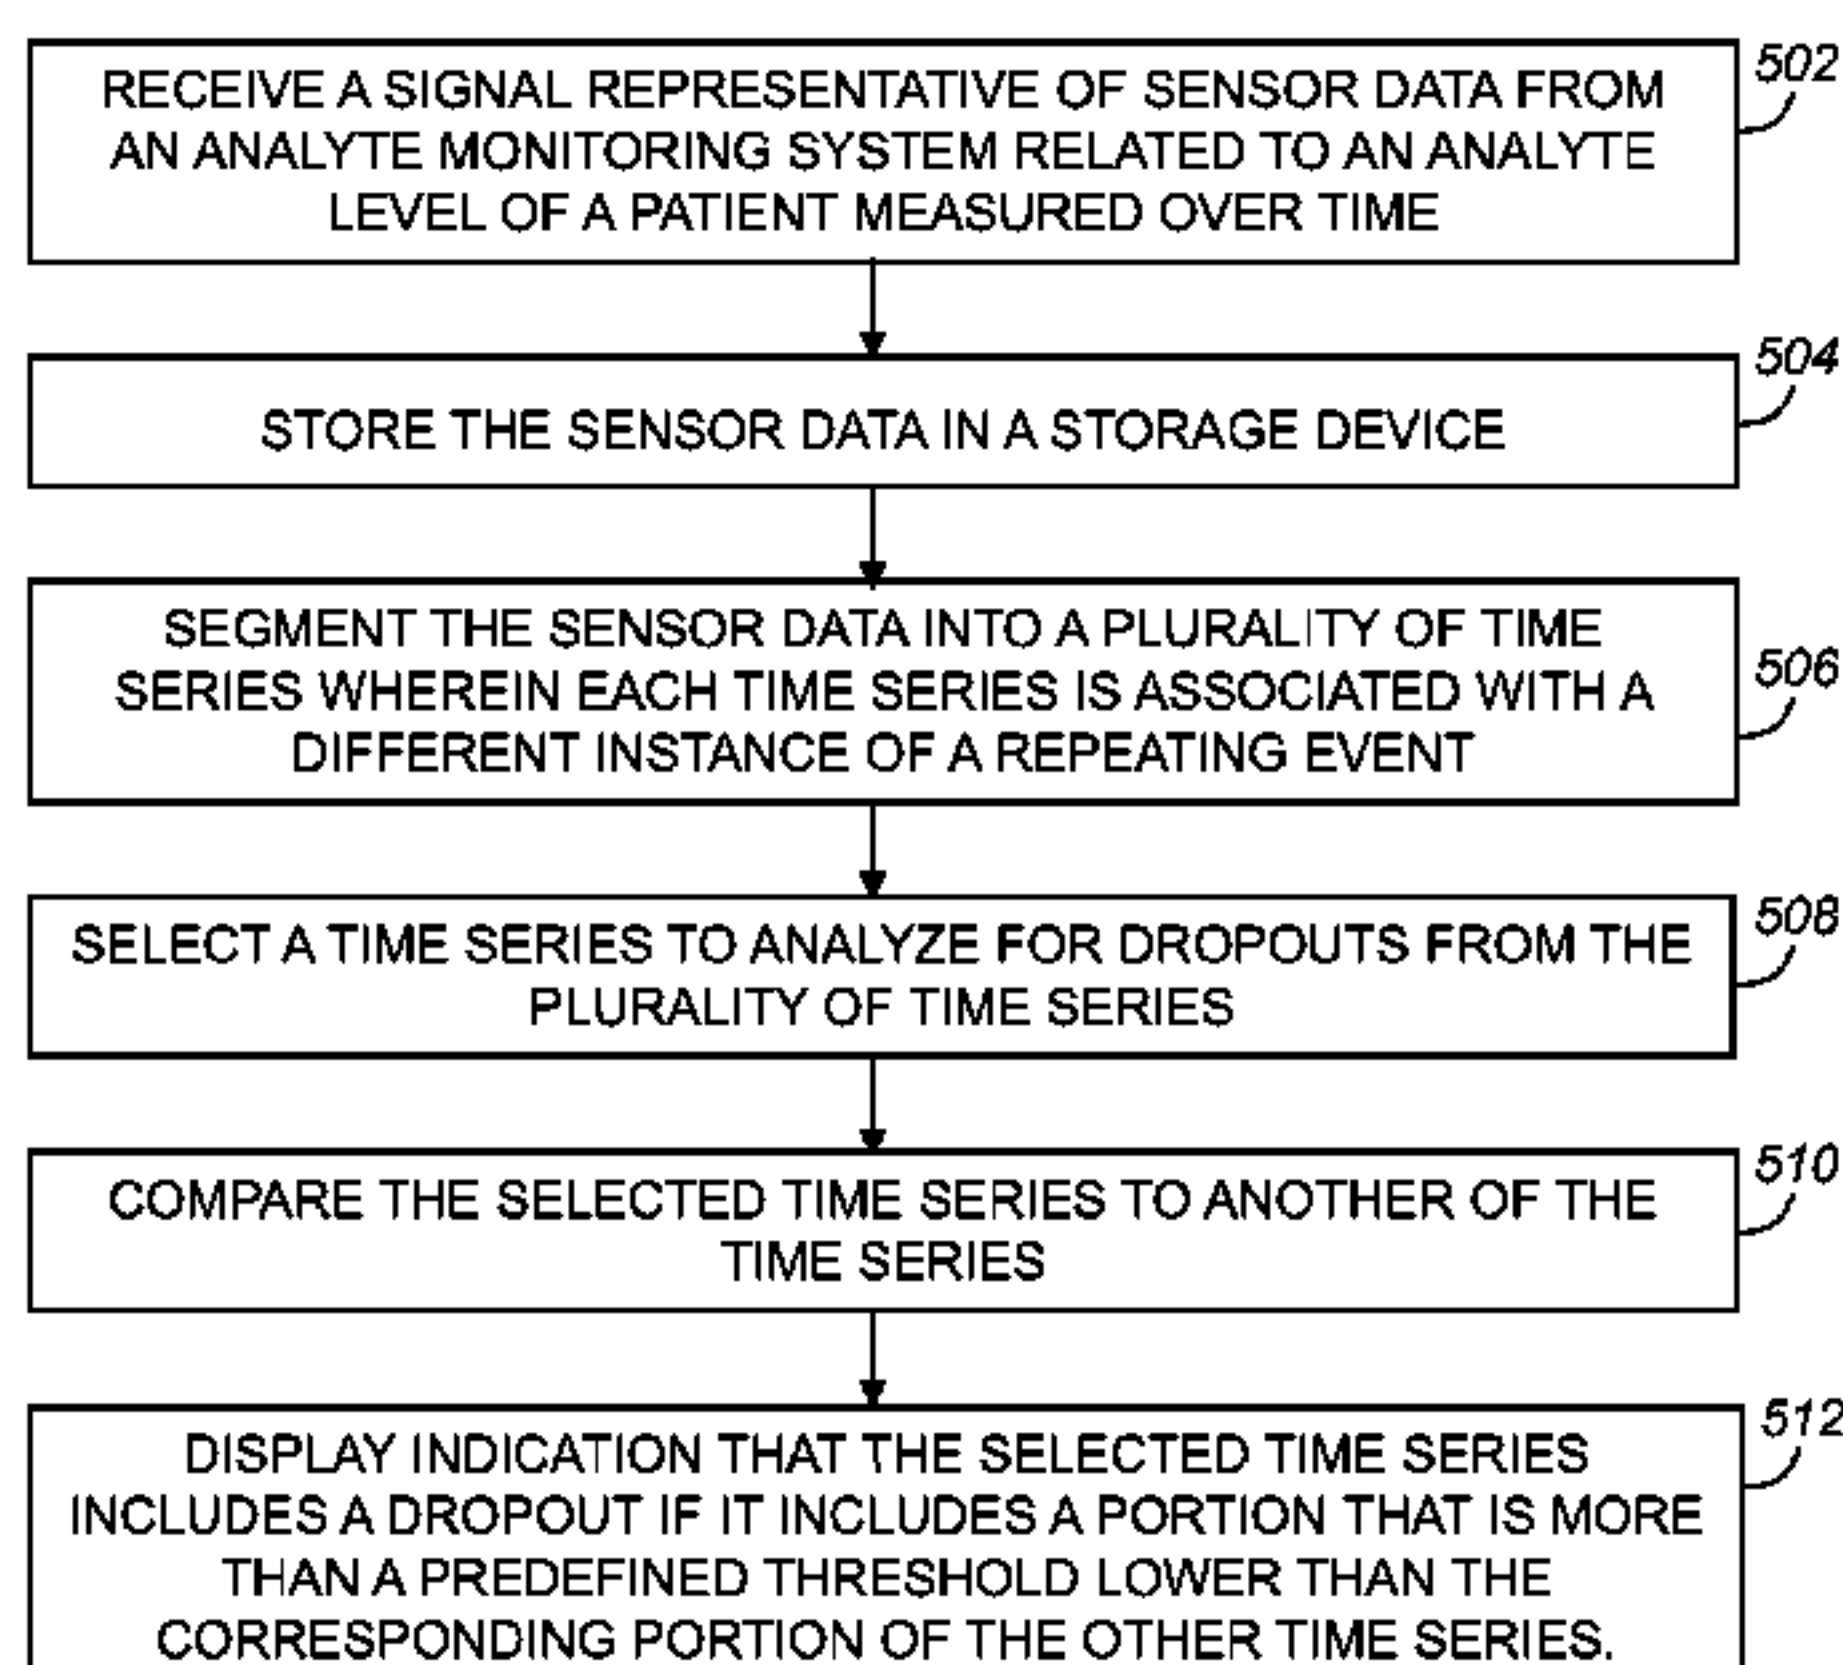 RECEIVE A SIGNAL REPRESENTATIVE OF SENSOR DATA FROM
AN ANALYTE MONITORING SYSTEM RELATED TO AN ANALYTE
LEVEL OF A PATIENT MEASURED OVER TIME
502
STORE THE SENSOR DATA IN A STORAGE DEVICE
504
SEGMENT THE SENSOR DATA INTO A PLURALITY OF TIME
SERIES WHEREIN EACH TIME SERIES IS ASSOCIATED WITH A
DIFFERENT INSTANCE OF A REPEATING EVENT
506
SELECT A TIME SERIES TO ANALYZE FOR DROPOUTS FROM THE
PLURALITY OF TIME SERIES
508
COMPARE THE SELECTED TIME SERIES TO ANOTHER OF THE
TIME SERIES
510
DISPLAY INDICATION THAT THE SELECTED TIME SERIES
INCLUDES A DROPOUT IF IT INCLUDES A PORTION THAT IS MORE
THAN A PREDEFINED THRESHOLD LOWER THAN THE
CORRESPONDING PORTION OF THE OTHER TIME SERIES.
512